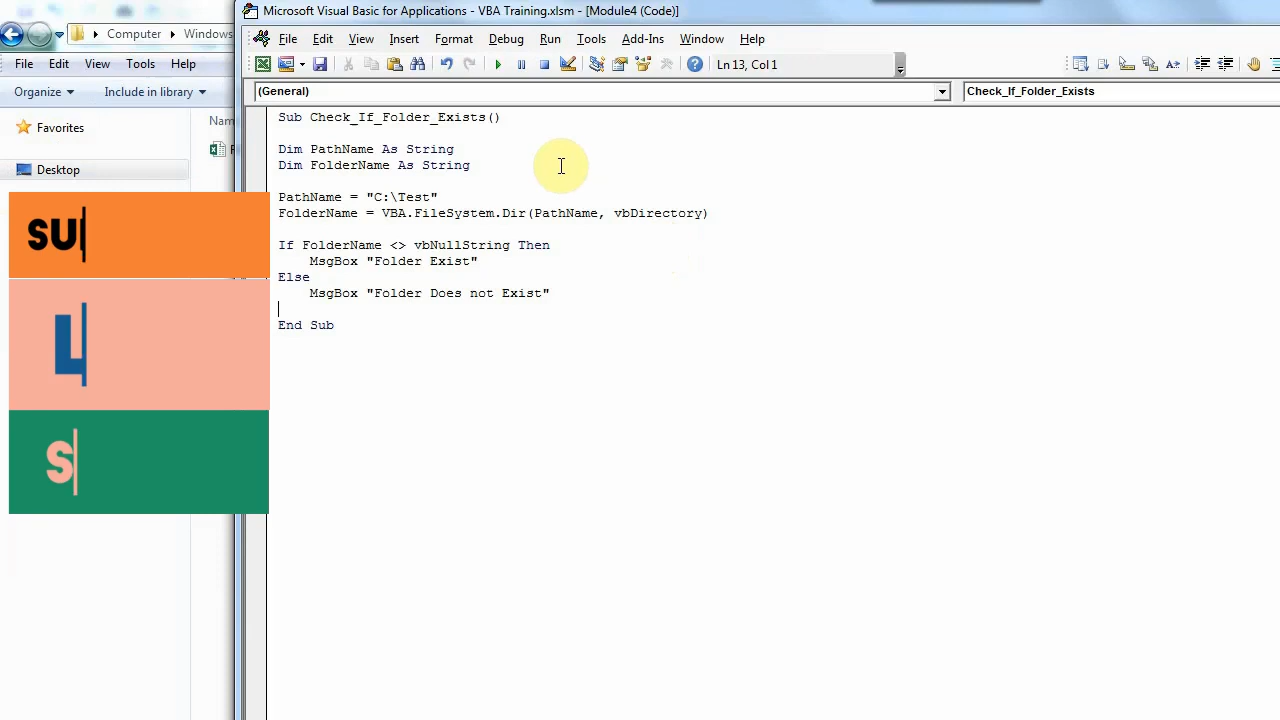 Microsoft Visual Basic for Applications - VBA Training.xlsm - [Module4 (Code)]
Computer
Windows
File Edit View Insert Format Debug Run Tools Add-Ins Window Help
File Edit View Tools Help
Ln 13, Col 1
Organize
Include in library
(General)
Check_If_Folder_Exists
Favorites
Desktop
Sub Check_If_Folder_Exists()
Dim PathName As String
Dim FolderName As String
PathName = "C:\Test"
FolderName = VBA.FileSystem.Dir(PathName, vbDirectory)
If FolderName <> vbNullString Then
MsgBox "Folder Exist"
Else
MsgBox "Folder Does not Exist"
End Sub
SU
L
S